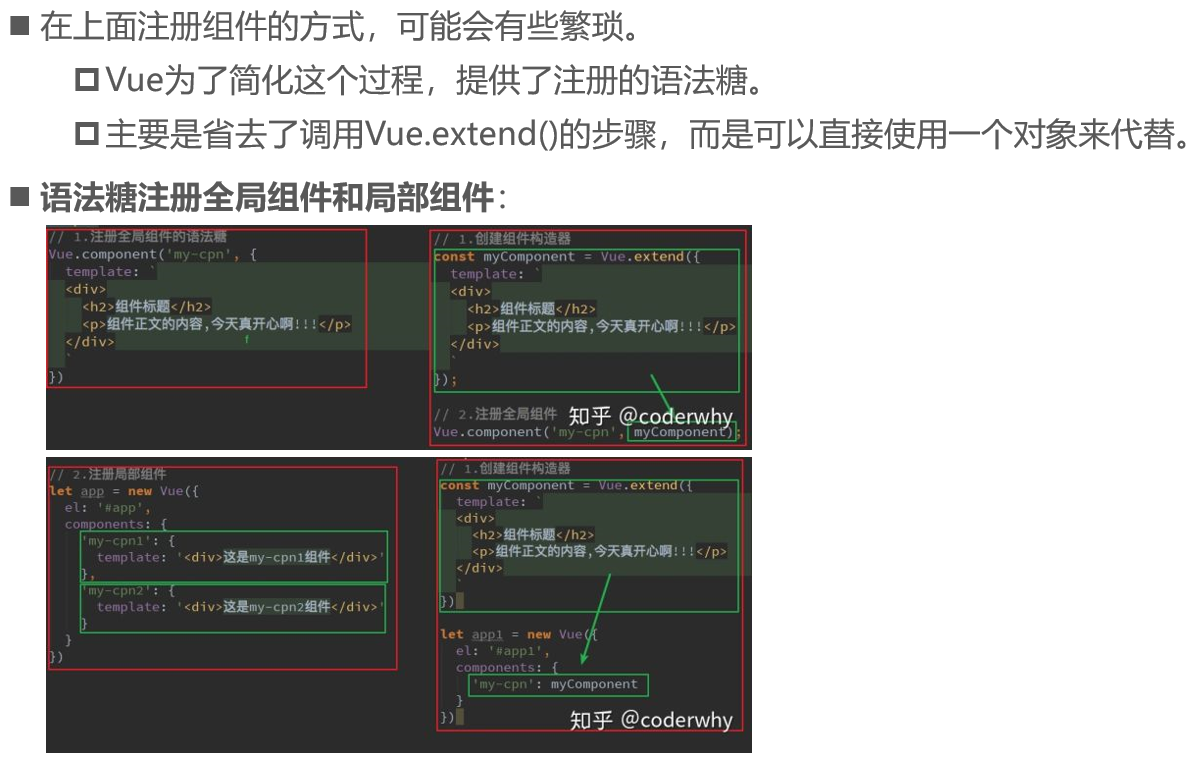 在上面注册组件的方式，可能会有些繁琐。
Vue为了简化这个过程，提供了注册的语法糖。
主要是省去了调用Vue.extend()的步骤，而是可以直接使用一个对象来代替。
语法糖注册全局组件和局部组件：
// 1.注册全局组件的语法糖
Vue.component('my-cpn', {
template: `
<div>
<h2>组件标题</h2>
<p>组件正文的内容,今天真开心啊!!!</p>
</div>
`
})
// 1.创建组件构造器
const myComponent = Vue.extend({
template: `
<div>
<h2>组件标题</h2>
<p>组件正文的内容,今天真开心啊!!!</p>
</div>
`
});
// 2.注册全局组件
知乎 @coderwhy
Vue.component('my-cpn', myComponent);
// 2.注册局部组件
let app = new Vue({
el: '#app',
components: {
'my-cpn1': {
template: '<div>这是my-cpn1组件</div>'
},
'my-cpn2': {
template: '<div>这是my-cpn2组件</div>'
}
}
})
// 1.创建组件构造器
const myComponent = Vue.extend({
template: `
<div>
<h2>组件标题</h2>
<p>组件正文的内容,今天真开心啊!!!</p>
</div>
`
})
let app1 = new Vue({
el: '#app1',
components: {
'my-cpn': myComponent
}
})
知乎 @coderwhy